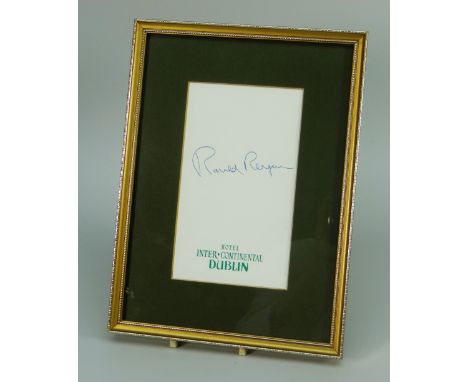 Ronald Reagan
HOTEL
INTER•CONTINENTAL
DUBLIN